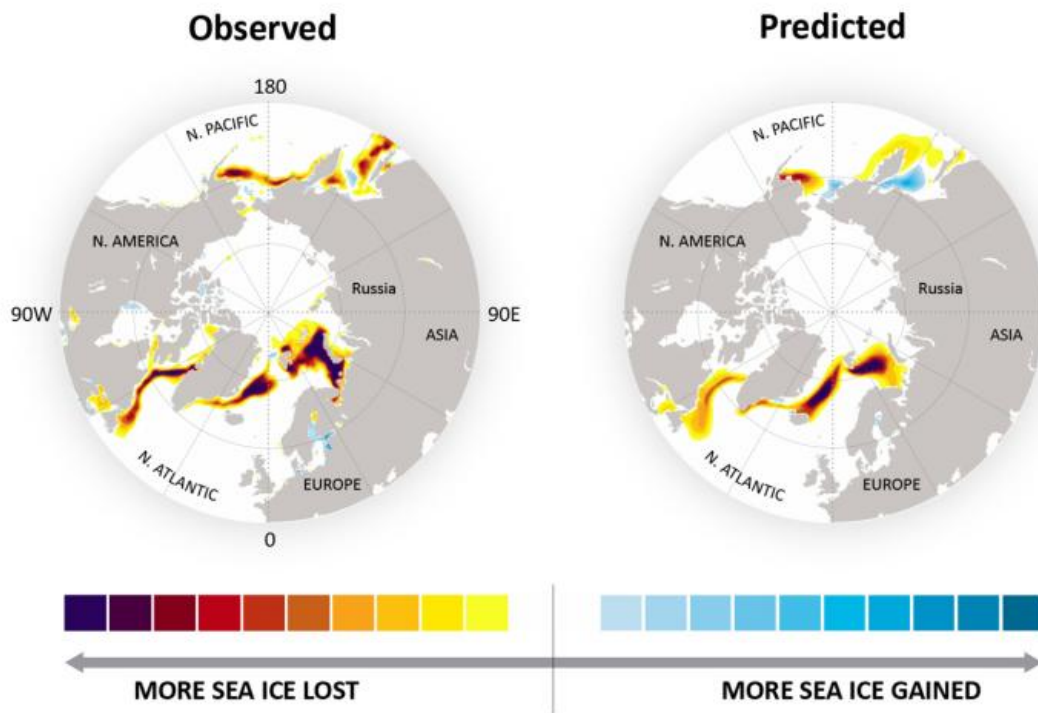 Observed
Predicted
180
N. PACIFIC
N. AMERICA
Russia
90W
90E
ASIA
N. ATLANTIC
EUROPE
0
N. PACIFIC
N. AMERICA
Russia
ASIA
N. ATLANTIC
EUROPE
MORE SEA ICE LOST
MORE SEA ICE GAINED